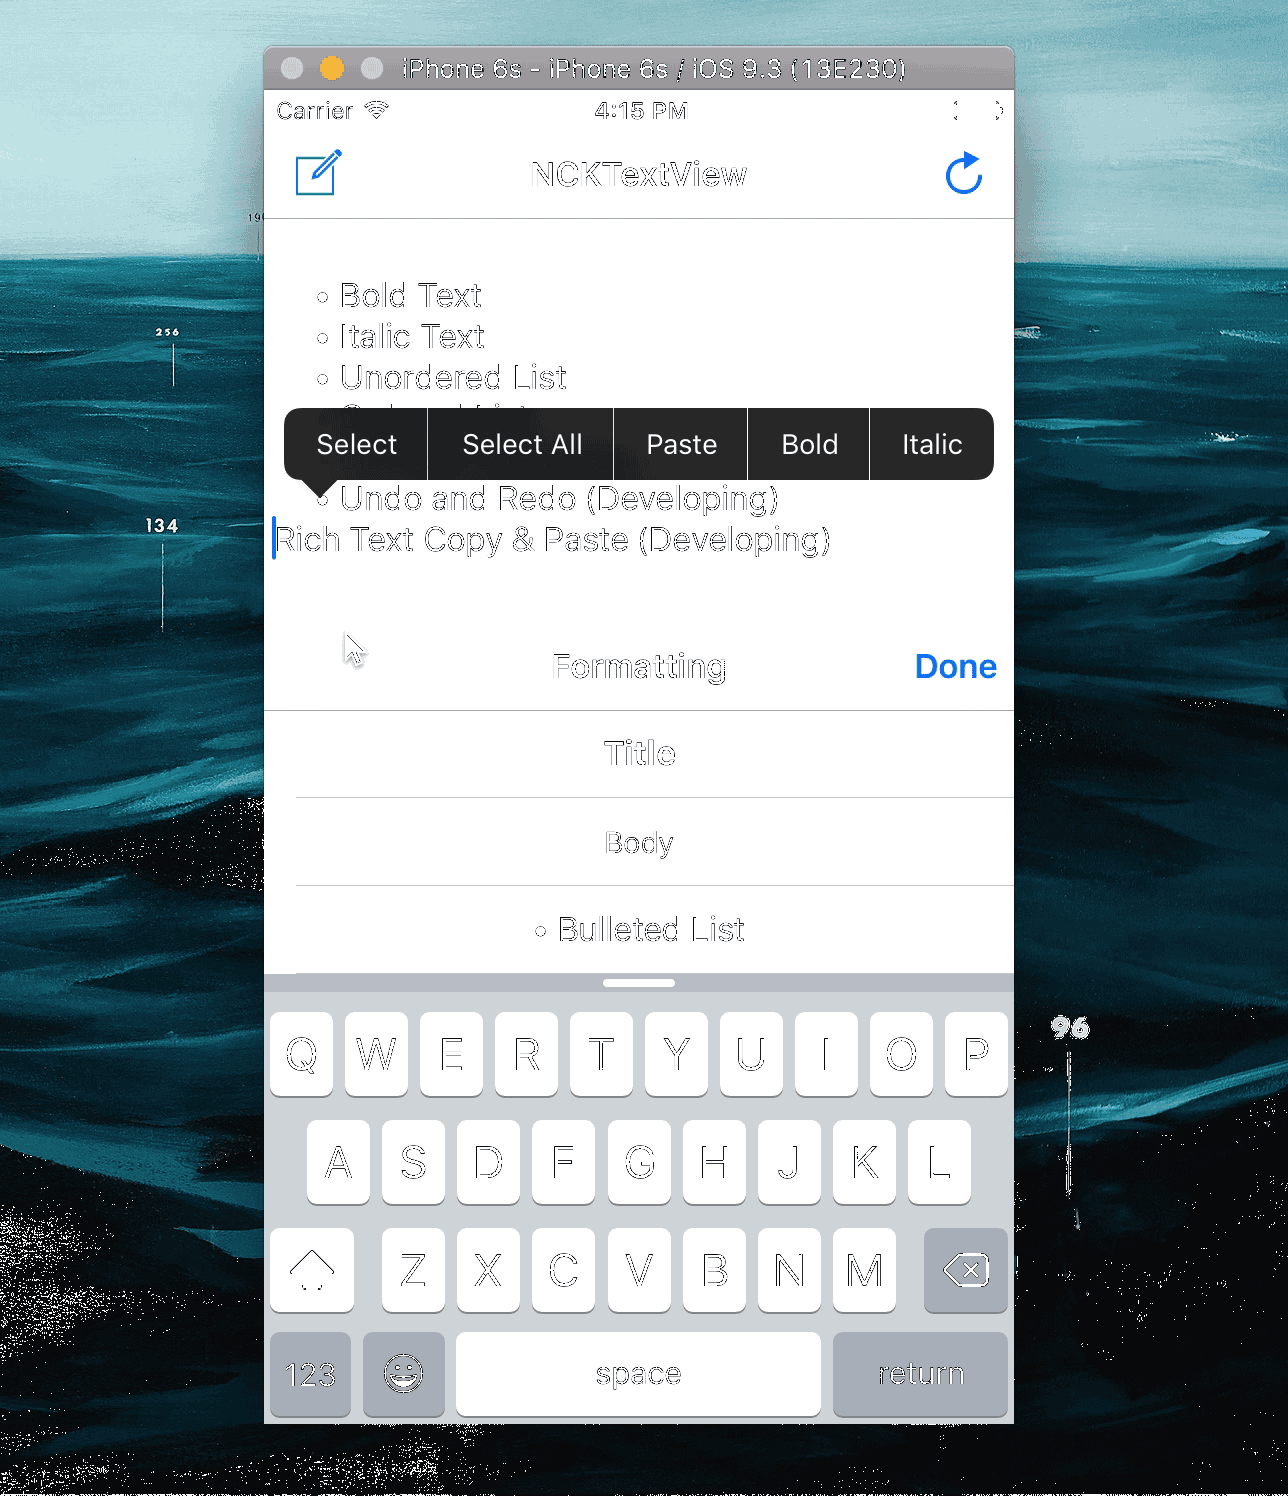 iPhone 6s - iPhone 6s / iOS 9.3 (13E230)
Carrier 4:15 PM
NCKTextView
256
134
96
Bold Text
Italic Text
Unordered List
Select Select All Paste Bold Italic
Undo and Redo (Developing)
Rich Text Copy & Paste (Developing)
Formatting Done
Title
Body
Bulleted List
Q W E R T Y U I O P
A S D F G H J K L
Z X C V B N M
123 space return